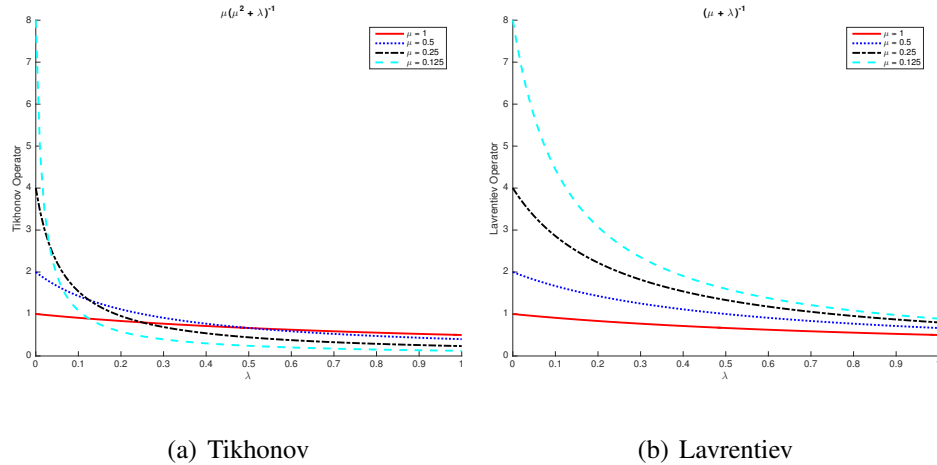 μ(μ² + λ)⁻¹
μ = 1
μ = 0.5
μ = 0.25
μ = 0.125
8
7
6
5
4
3
2
1
0
Tikhonov Operator
0 0.1 0.2 0.3 0.4 0.5 0.6 0.7 0.8 0.9 1
λ
(a) Tikhonov
(μ + λ)⁻¹
μ = 1
μ = 0.5
μ = 0.25
μ = 0.125
8
7
6
5
4
3
2
1
0
Lavrentiev Operator
0 0.1 0.2 0.3 0.4 0.5 0.6 0.7 0.8 0.9
λ
(b) Lavrentiev